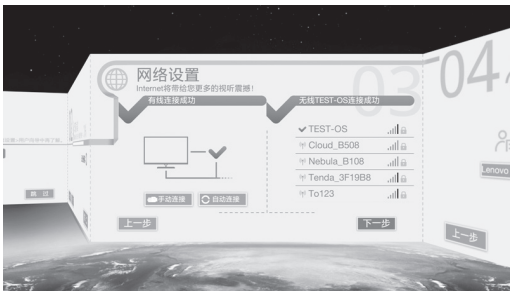 网络设置
Internet将带给您更多的视听震撼！
有线连接成功
无线TEST-OS连接成功
03
TEST-OS
Cloud_B508
Nebula_B108
Tenda_3F19B8
To123
手动连接
自动连接
上一步
下一步
跳 过
04
Lenovo
上一步